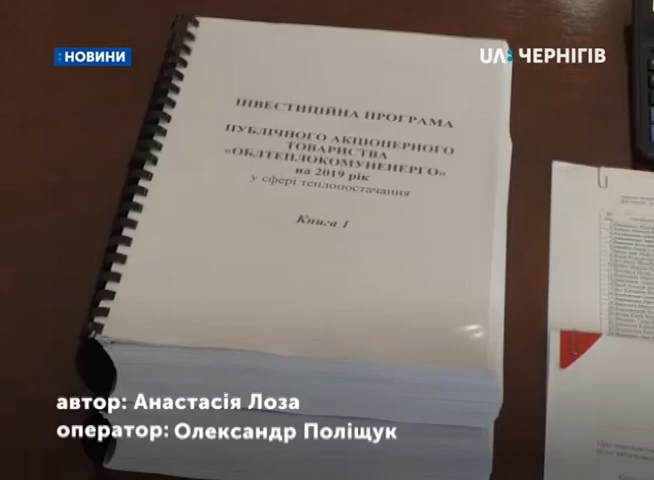 НОВИНИ
UA: ЧЕРНІГІВ
ІНВЕСТИЦІЙНА ПРОГРАМА
ПУБЛІЧНОГО АКЦІОНЕРНОГО
ТОВАРИСТВА
«ОБЛТЕПЛОКОМУНЕНЕРГО»
на 2019 рік
у сфері теплопостачання
Книга 1
автор: Анастасія Лоза
оператор: Олександр Поліщук